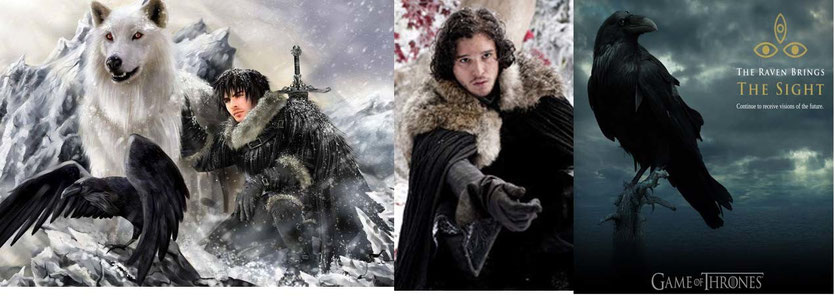 THE RAVEN BRINGS
THE SIGHT
Continue to receive visions of the future.
GAME OF THRONES